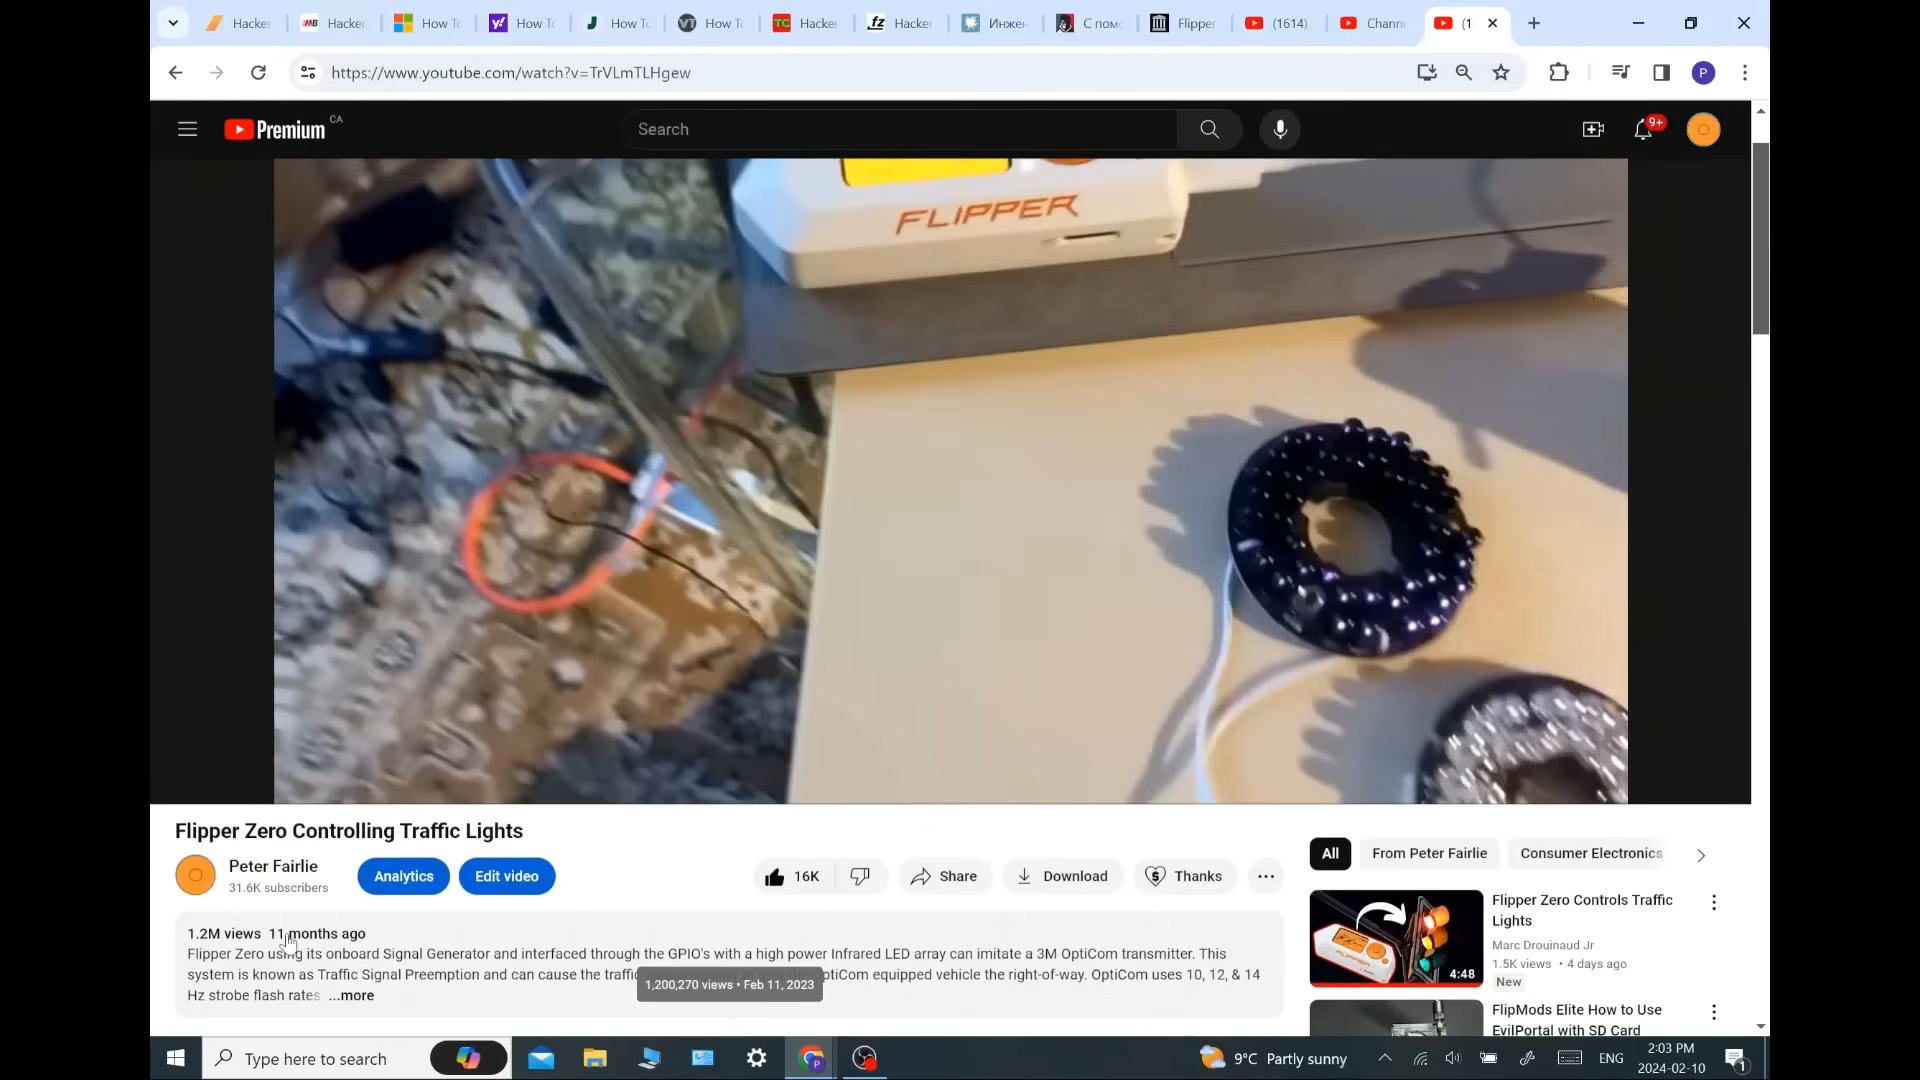 Hacker
Hacker
How To
How To
How To
How To
Hacker
.fz Hacker
Инжен
С помо
Flipper
(1614)
Chann
https://www.youtube.com/watch?v=TrVLmTLHgew
P
Premium CA
Search
9+
FLIPPER
Flipper Zero Controlling Traffic Lights
Peter Fairlie
31.6K subscribers
Analytics
Edit video
16K
Share
Download
Thanks
1.2M views 11 months ago
Flipper Zero using its onboard Signal Generator and interfaced through the GPIO's with a high power Infrared LED array can imitate a 3M OptiCom transmitter. This
system is known as Traffic Signal Preemption and can cause the traffic OptiCom equipped vehicle the right-of-way. OptiCom uses 10, 12, & 14
Hz strobe flash rates. ...more
1,200,270 views • Feb 11, 2023
All
From Peter Fairlie
Consumer Electronics
4:48
Flipper Zero Controls Traffic
Lights
Marc Drouinaud Jr
1.5K views • 4 days ago
New
FlipMods Elite How to Use
EvilPortal with SD Card
Type here to search
9°C Partly sunny
ENG
2:03 PM
2024-02-10
1